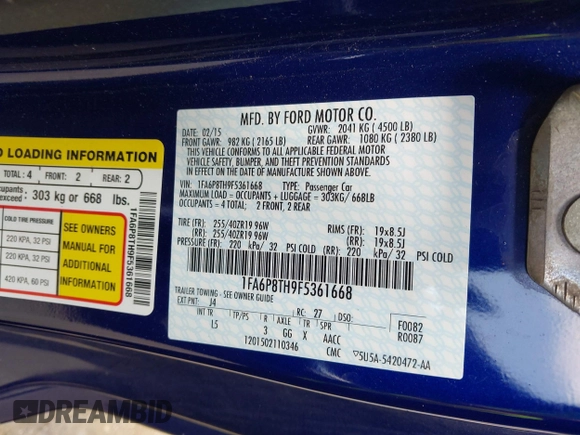 MFD. BY FORD MOTOR CO.
DATE: 02/15 GVWR: 2041 KG ( 4500 LB)
FRONT GAWR: 982 KG ( 2165 LB) REAR GAWR: 1080 KG ( 2380 LB)
THIS VEHICLE CONFORMS TO ALL APPLICABLE FEDERAL MOTOR
VEHICLE SAFETY, BUMPER, AND THEFT PREVENTION STANDARDS
IN EFFECT ON THE DATE OF MANUFACTURE SHOWN ABOVE.
VIN: 1FA6P8TH9F5361668 TYPE: Passenger Car
MAXIMUM LOAD = OCCUPANTS + LUGGAGE = 303KG/ 668LB
OCCUPANTS = 4 TOTAL: 2 FRONT, 2 REAR
TIRE (FR): 255/40ZR19 96W RIMS (FR): 19x8.5J
TIRE (RR): 255/40ZR19 96W (RR): 19x8.5J
PRESSURE (FR): 220 kPa/ 32 PSI COLD (RR): 220 kPa/ 32 PSI COLD
1FA6P8TH9F5361668
TRAILER TOWING - SEE OWNER GUIDE
EXT PNT: J4 RC: 27 DSO: F0082
INT TR TP/PS R AXLE TR SPR R0087
L5 3 GG X AACC
1201502110346 CMC ▽5U5A-5420472-AA
D LOADING INFORMATION
TOTAL : 4 FRONT: 2 REAR: 2
cupants exceed : 303 kg or 668 lbs.
COLD TIRE PRESSURE
220 KPA, 32 PSI
220 KPA, 32 PSI
420 KPA, 60 PSI
SEE OWNERS
MANUAL FOR
ADDITIONAL
INFORMATION
1FA6P8TH9F5361668
DREAMBID